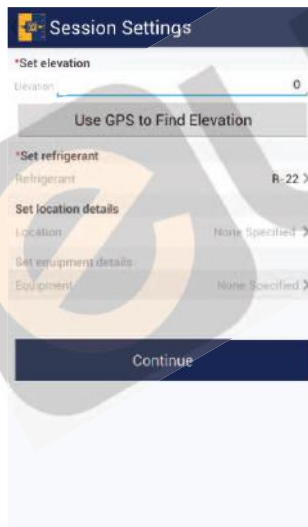 Session Settings
*Set elevation
Elevation 0
Use GPS to Find Elevation
*Set refrigerant
Refrigerant R-22 >
Set location details
Location None Specified >
Set equipment details
Equipment None Specified >
Continue